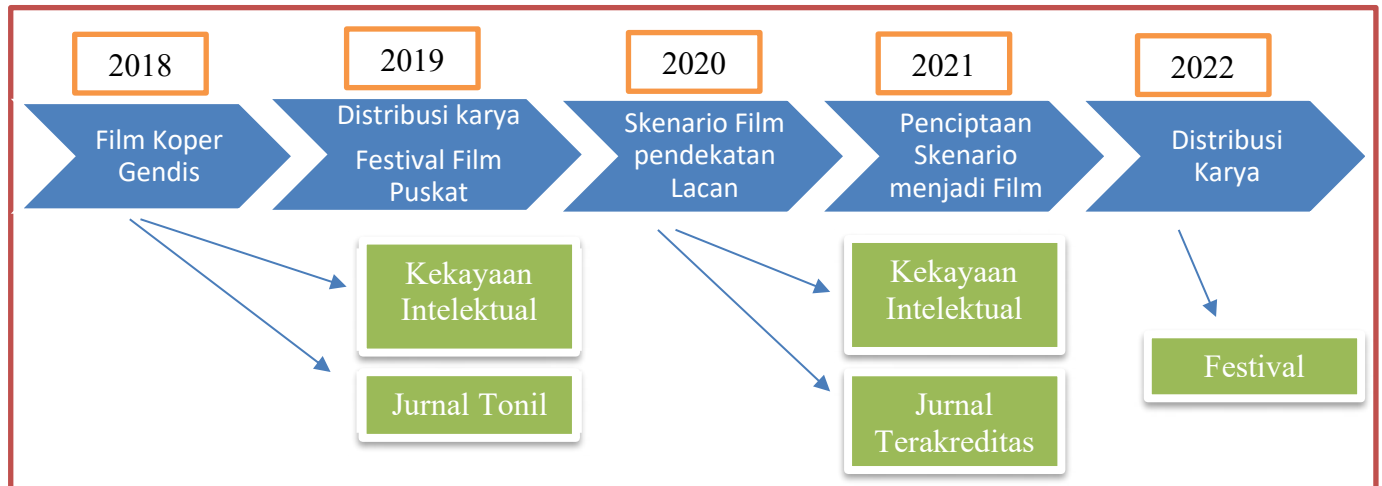 2018
2019
2020
2021
2022
Film Koper
Gendis
Distribusi karya
Festival Film
Puskat
Skenario Film
pendekatan
Lacan
Penciptaan
Skenario
menjadi Film
Distribusi
Karya
Kekayaan
Intelektual
Jurnal Tonil
Kekayaan
Intelektual
Jurnal
Terakreditas
Festival